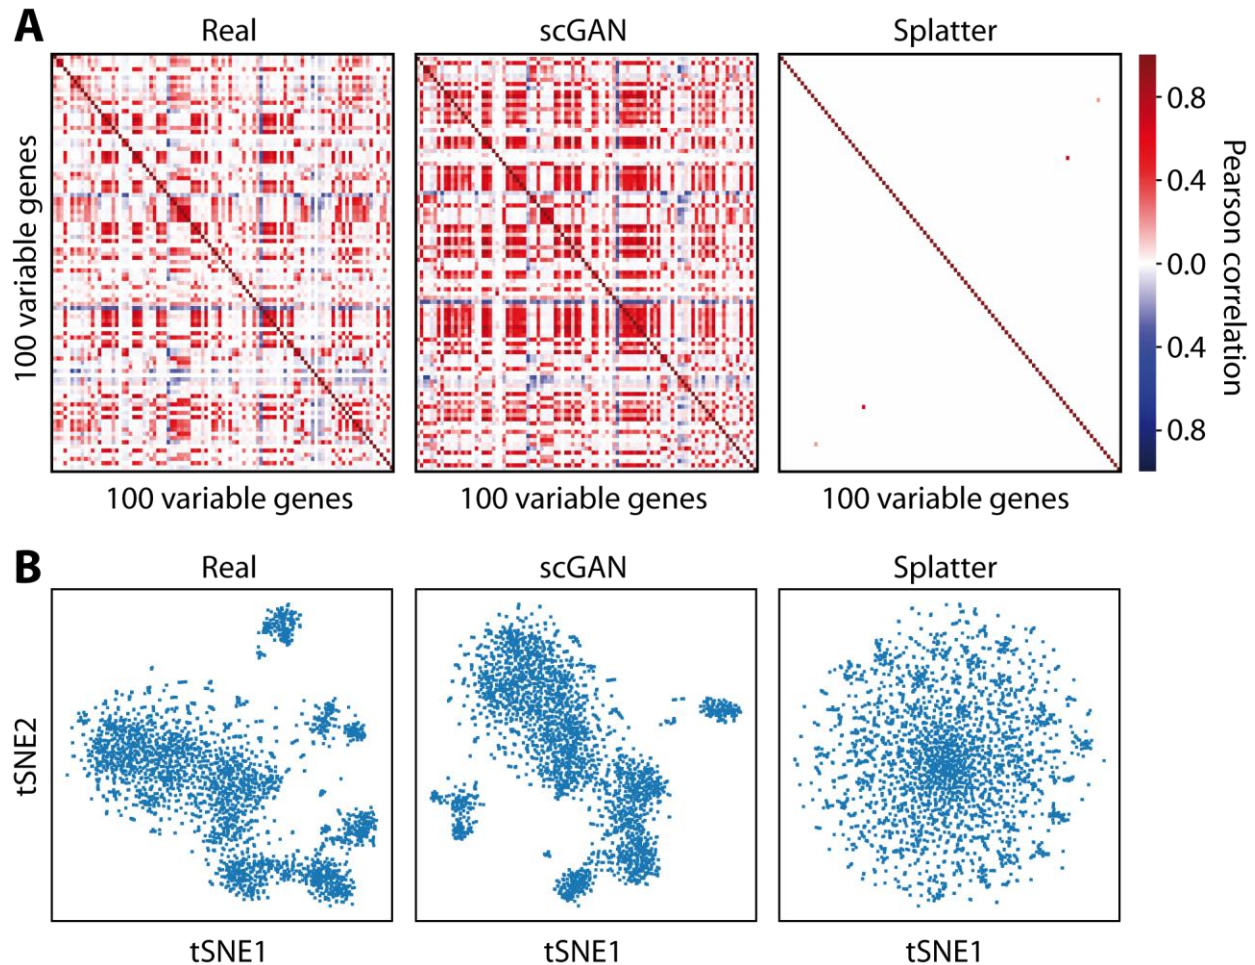 A
Real
scGAN
Splatter
100 variable genes
100 variable genes
100 variable genes
100 variable genes
0.8
0.4
0.0
0.4
0.8
Pearson correlation
B
Real
scGAN
Splatter
tSNE2
tSNE1
tSNE1
tSNE1